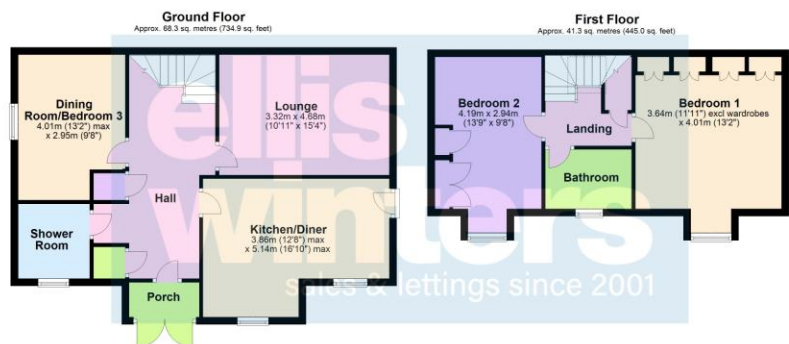 Ground Floor
Approx. 68.3 sq. metres (734.9 sq. feet)
Dining
Room/Bedroom 3
4.01m (13'2") max
x 2.95m (9'8")
Lounge
3.32m x 4.68m
(10'11" x 15'4")
Hall
Shower
Room
Kitchen/Diner
3.86m (12'8") max
x 5.14m (16'10") max
Porch
First Floor
Approx. 41.3 sq. metres (445.0 sq. feet)
Bedroom 2
4.19m x 2.94m
(13'9" x 9'8")
Landing
Bedroom 1
3.64m (11'11") excl wardrobes
x 4.01m (13'2")
Bathroom
ellis
winters
sales & lettings since 2001